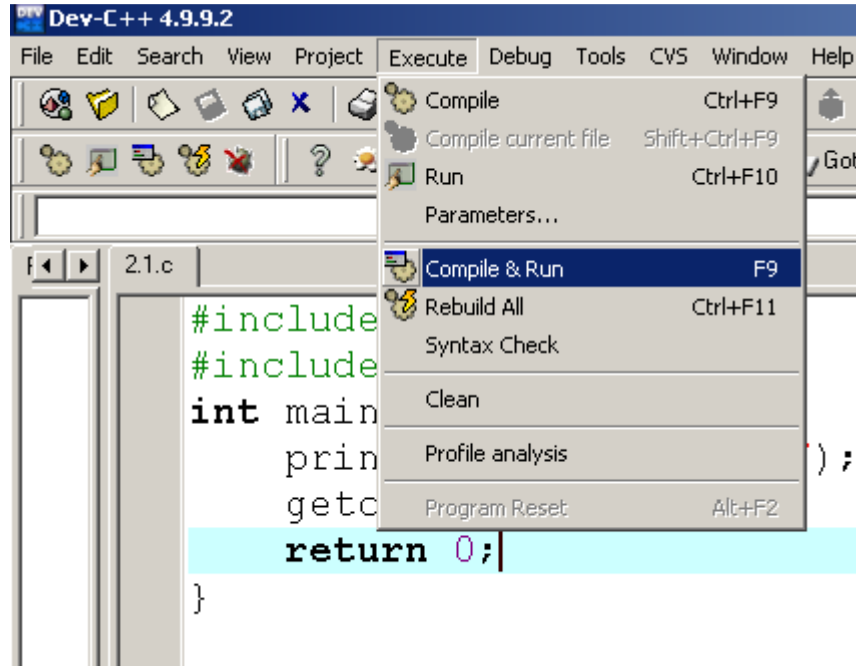 Dev-C++ 4.9.9.2
File Edit Search View Project Execute Debug Tools CVS Window Help
Compile Ctrl+F9
Compile current file Shift+Ctrl+F9
Run Ctrl+F10
Parameters...
Compile & Run F9
Rebuild All Ctrl+F11
Syntax Check
Clean
Profile analysis
Program Reset Alt+F2
2.1.c
#include
#include
int main
);
return 0;
}